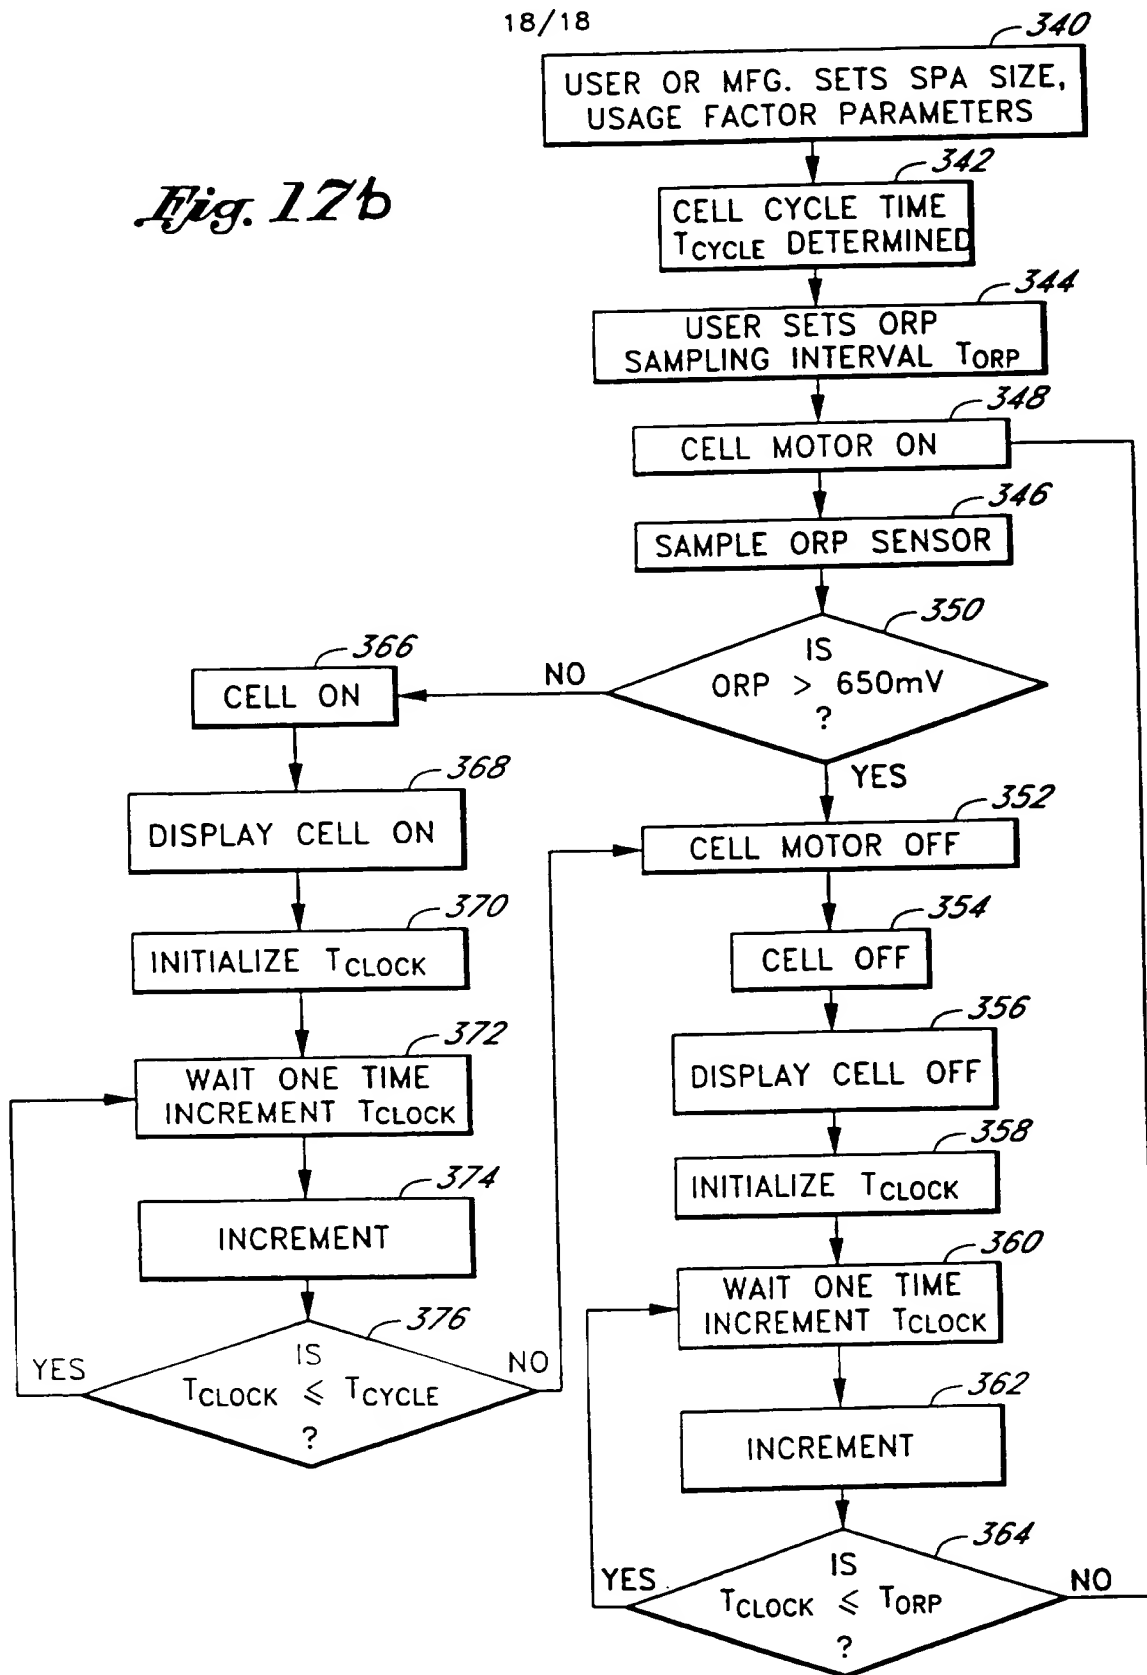 18/18
Fig. 17b
340
USER OR MFG. SETS SPA SIZE,
USAGE FACTOR PARAMETERS
342
CELL CYCLE TIME
TCYCLE DETERMINED
344
USER SETS ORP
SAMPLING INTERVAL TORP
348
CELL MOTOR ON
346
SAMPLE ORP SENSOR
350
IS
ORP > 650mV
?
NO
YES
366
CELL ON
368
DISPLAY CELL ON
370
INITIALIZE TCLOCK
372
WAIT ONE TIME
INCREMENT TCLOCK
374
INCREMENT
376
IS
TCLOCK ≤ TCYCLE
?
YES
NO
352
CELL MOTOR OFF
354
CELL OFF
356
DISPLAY CELL OFF
358
INITIALIZE TCLOCK
360
WAIT ONE TIME
INCREMENT TCLOCK
362
INCREMENT
364
IS
TCLOCK ≤ TORP
?
YES
NO